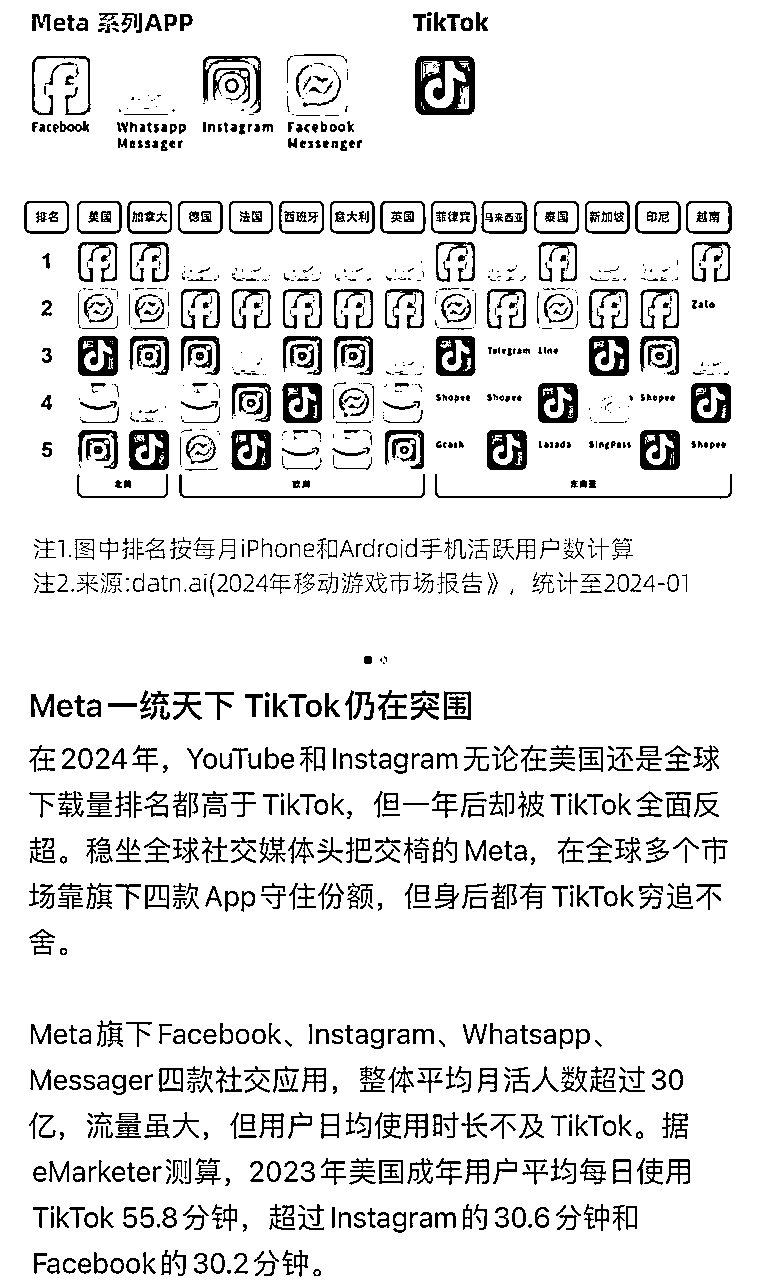 Meta 系列APP
TikTok
Facebook
Whatsapp
Messager
Instagram
Facebook
Messenger
排名 美国 加拿大 德国 法国 西班牙 意大利 英国 菲律宾 马来西亚 泰国 新加坡 印尼 越南
1
2 Zalo
3 Telegram Line
4 Shopee Shopee Shopee
5 Gcash Lazada SingPass Shopee
北美 欧洲 东南亚
注1.图中排名按每月iPhone和Ardroid手机活跃用户数计算
注2.来源:datn.ai(2024年移动游戏市场报告》，统计至2024-01
Meta一统天下 TikTok仍在突围
在2024年，YouTube和Instagram无论在美国还是全球
下载量排名都高于TikTok，但一年后却被TikTok全面反
超。稳坐全球社交媒体头把交椅的Meta，在全球多个市
场靠旗下四款App守住份额，但身后都有TikTok穷追不
舍。
Meta旗下Facebook、Instagram、Whatsapp、
Messager四款社交应用，整体平均月活人数超过30
亿，流量虽大，但用户日均使用时长不及TikTok。据
eMarketer测算，2023年美国成年用户平均每日使用
TikTok 55.8分钟，超过Instagram的30.6分钟和
Facebook的30.2分钟。